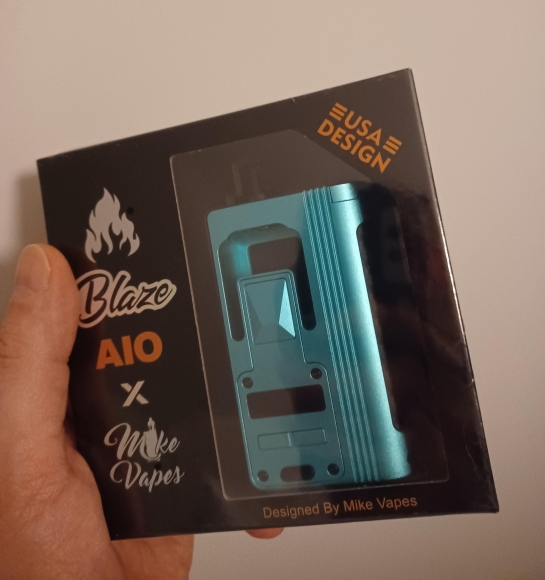 USA
DESIGN
Blaze
AIO
X
Mike
Vapes
Designed By Mike Vapes